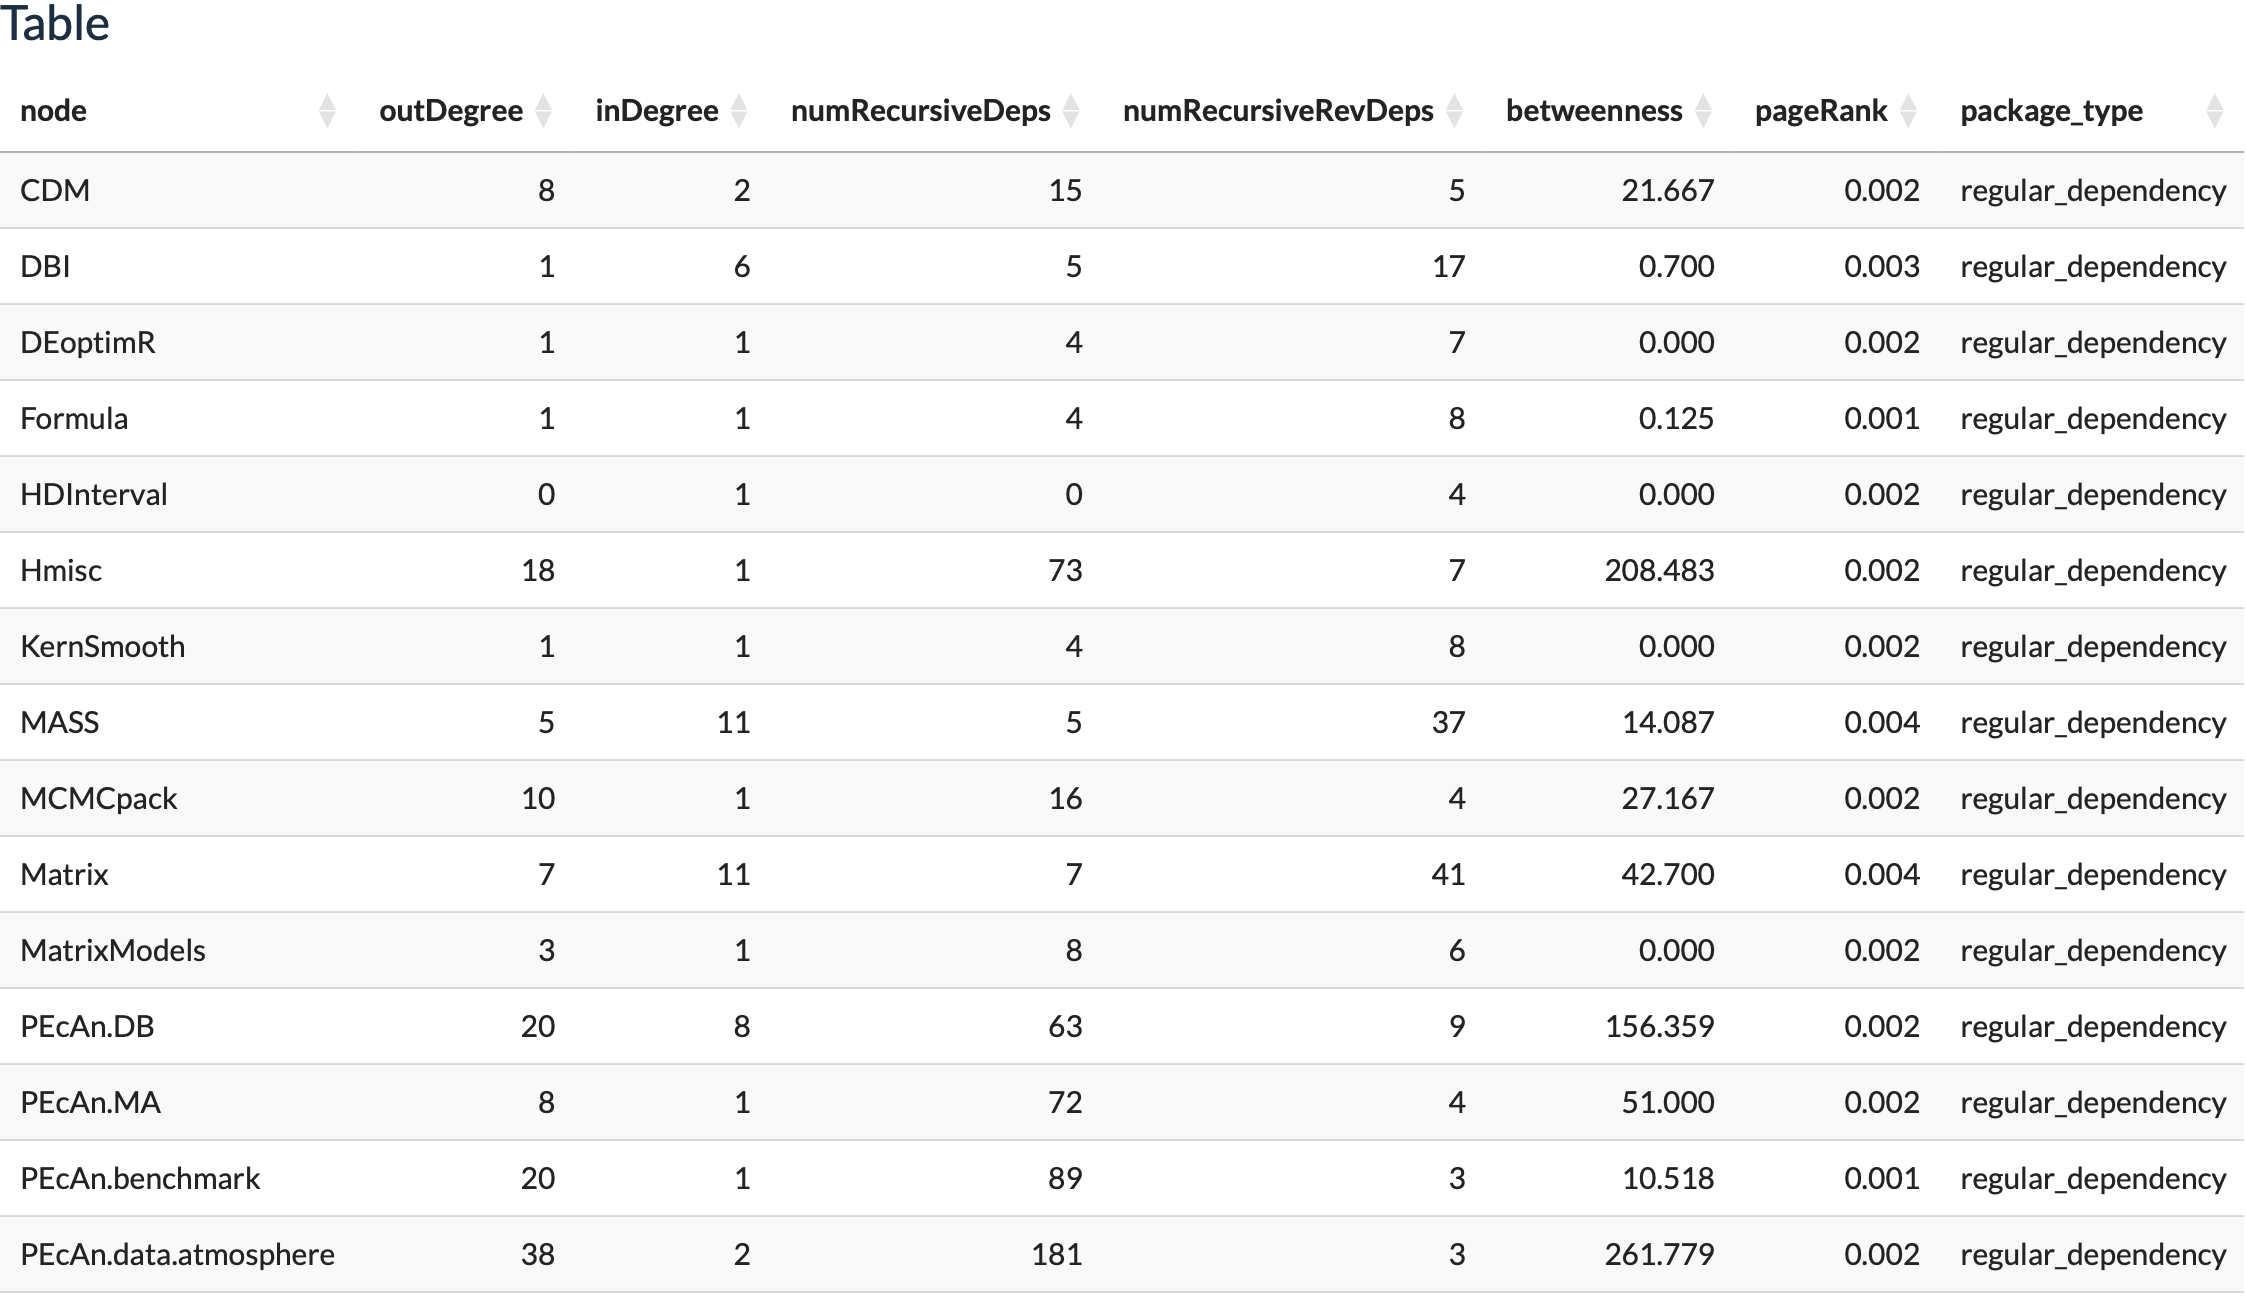 Table
node outDegree inDegree numRecursiveDeps numRecursiveRevDeps betweenness pageRank package_type
CDM 8 2 15 5 21.667 0.002 regular_dependency
DBI 1 6 5 17 0.700 0.003 regular_dependency
DEoptimR 1 1 4 7 0.000 0.002 regular_dependency
Formula 1 1 4 8 0.125 0.001 regular_dependency
HDInterval 0 1 0 4 0.000 0.002 regular_dependency
Hmisc 18 1 73 7 208.483 0.002 regular_dependency
KernSmooth 1 1 4 8 0.000 0.002 regular_dependency
MASS 5 11 5 37 14.087 0.004 regular_dependency
MCMCpack 10 1 16 4 27.167 0.002 regular_dependency
Matrix 7 11 7 41 42.700 0.004 regular_dependency
MatrixModels 3 1 8 6 0.000 0.002 regular_dependency
PEcAn.DB 20 8 63 9 156.359 0.002 regular_dependency
PEcAn.MA 8 1 72 4 51.000 0.002 regular_dependency
PEcAn.benchmark 20 1 89 3 10.518 0.001 regular_dependency
PEcAn.data.atmosphere 38 2 181 3 261.779 0.002 regular_dependency